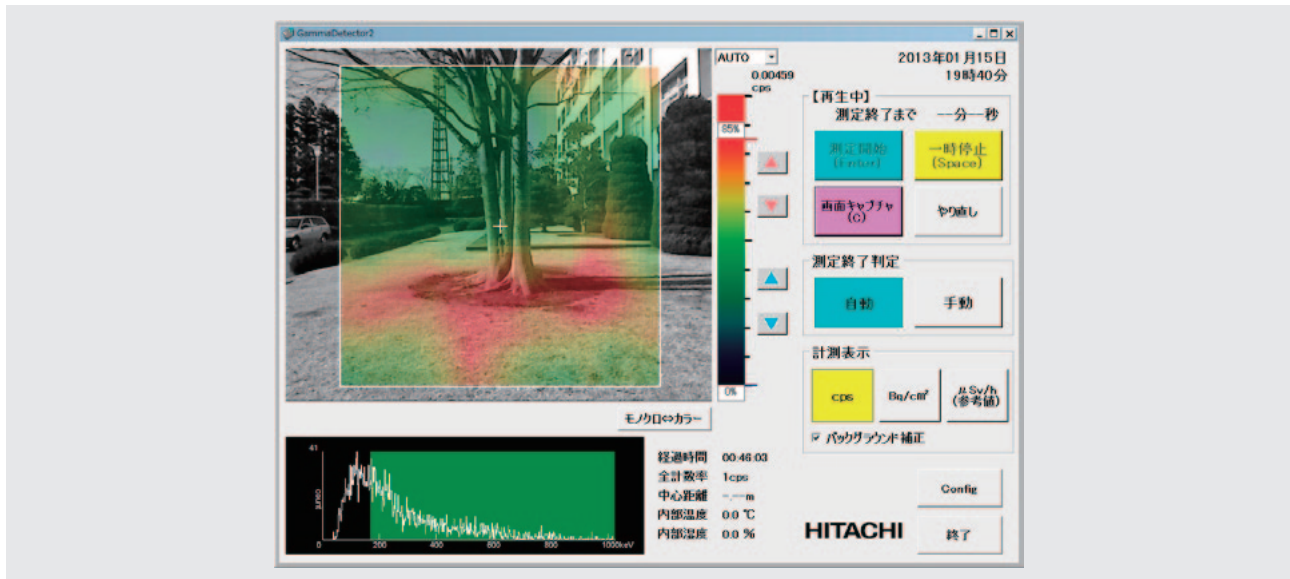 GammaDetector2
AUTO
0.00459
cps
85%
0%
2013年01月15日
19時40分
【再生中】
測定終了まで --分--秒
測定開始
(Enter)
一時停止
(Space)
画面キャプチャ
(C)
やり直し
測定終了判定
自動
手動
計測表示
cps
Bq/c㎡
μSv/h
(参考値)
バックグラウンド補正
モノクロ⇔カラー
41
count
0
200
400
600
800
1000keV
経過時間 00:46:03
全計数率 1cps
中心距離 -.--m
内部温度 0.0 ℃
内部湿度 0.0 %
Config
HITACHI
終了